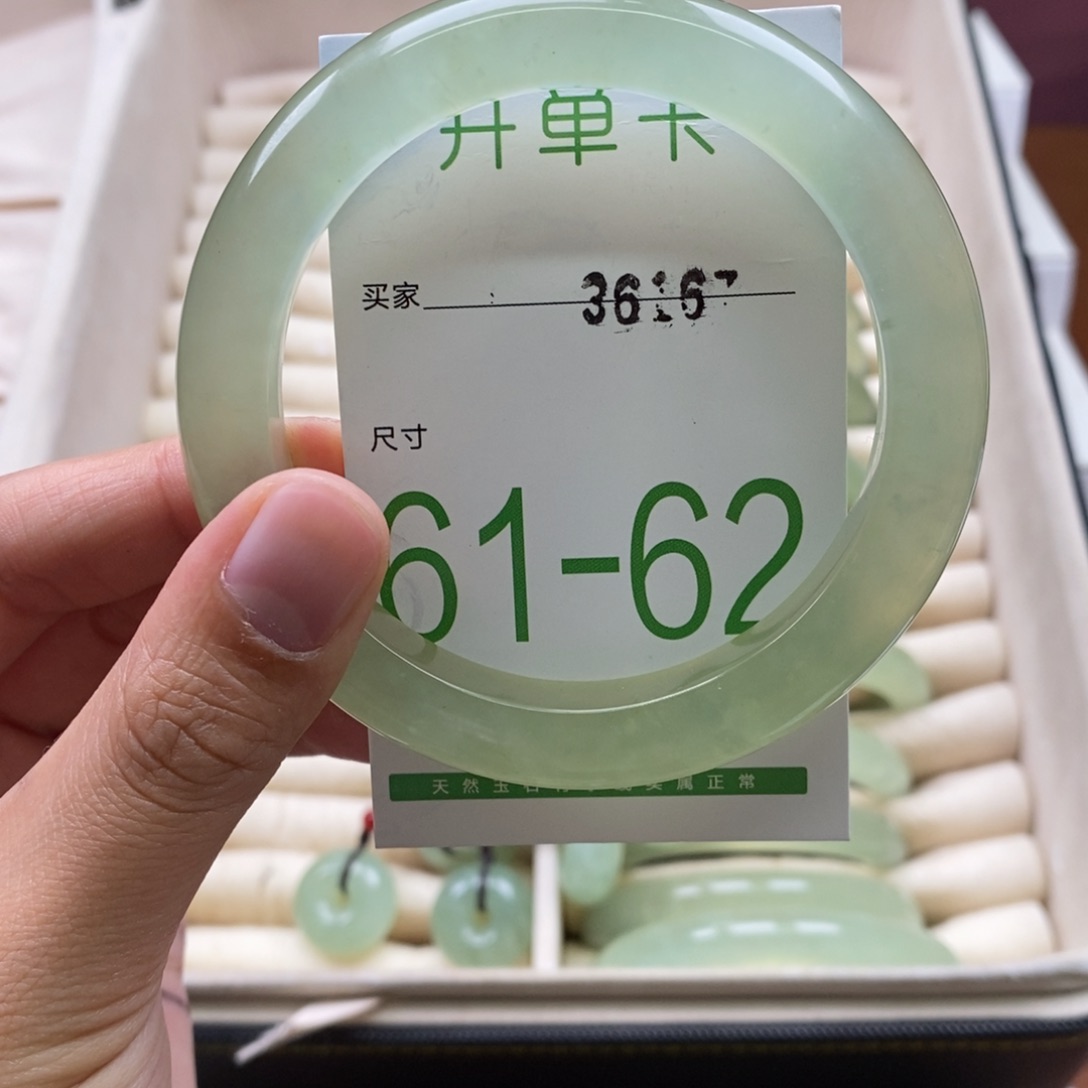 开单卡
买家 36167
尺寸
61-62
天然玉石 属正常